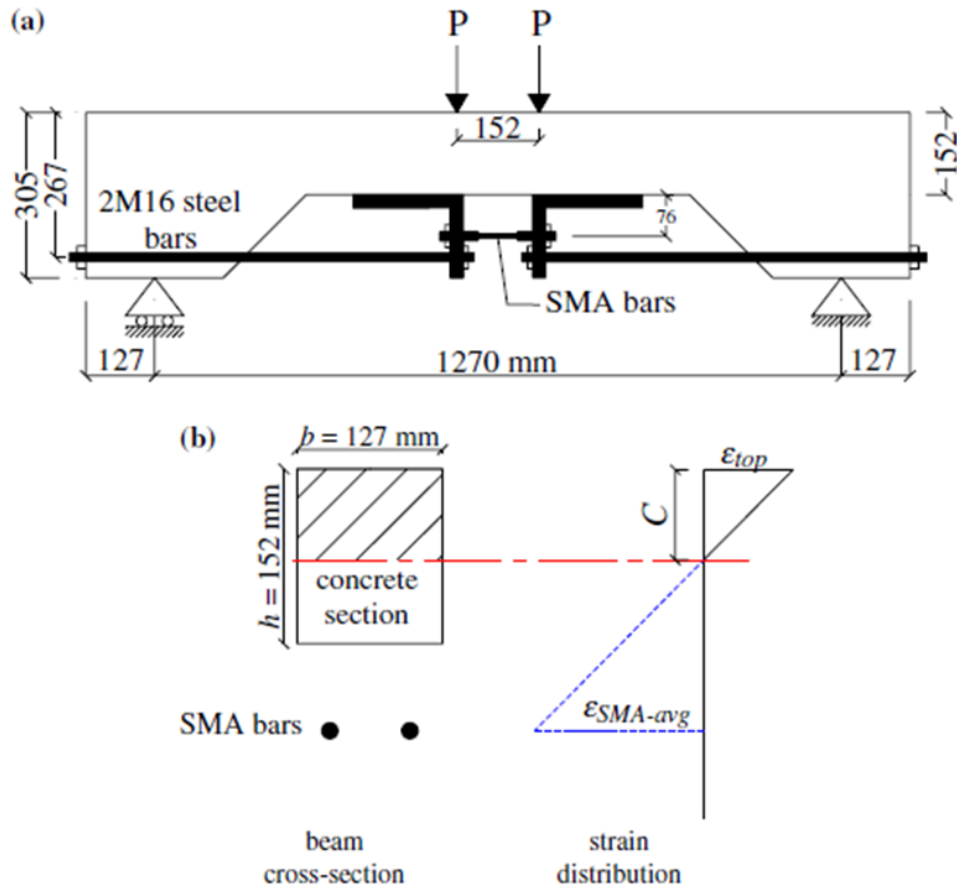 (a)
P P
152
305
267
152
2M16 steel
bars
76
SMA bars
127
1270 mm
127
(b)
b = 127 mm
εtop
h = 152 mm
C
concrete
section
SMA bars
εSMA-avg
beam
cross-section
strain
distribution